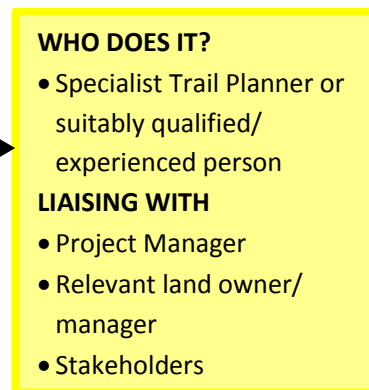 WHO DOES IT?
• Specialist Trail Planner or
suitably qualified/
experienced person
LIAISING WITH
• Project Manager
• Relevant land owner/
manager
• Stakeholders